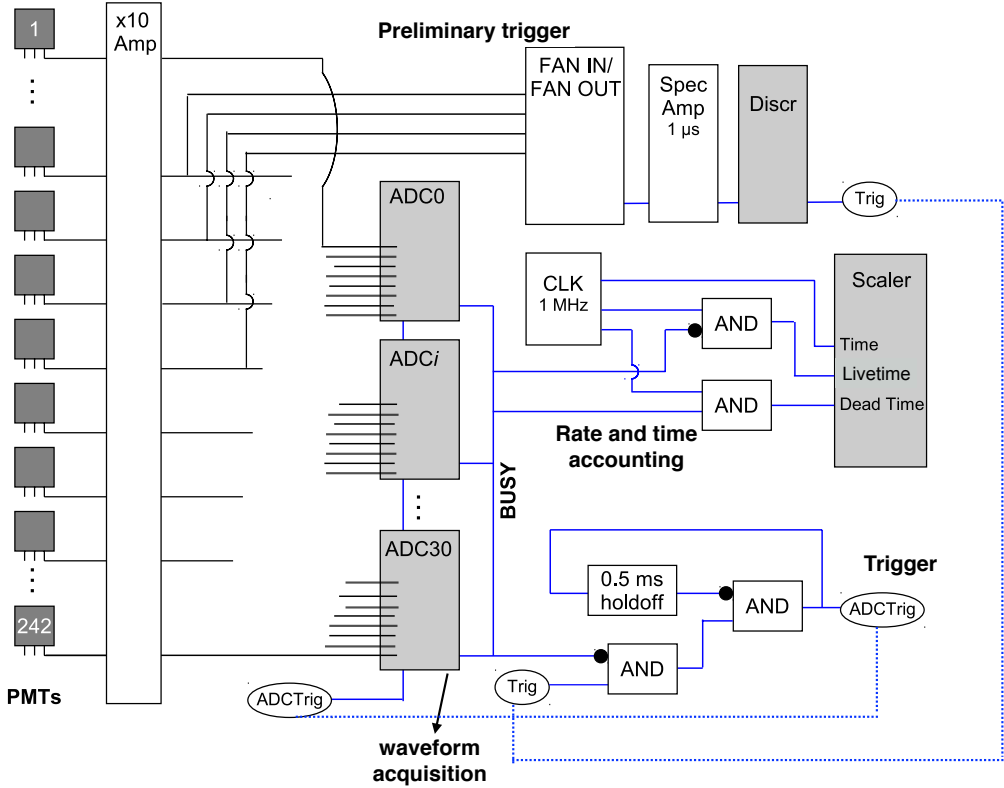 1
x10
Amp
Preliminary trigger
FAN IN/
FAN OUT
Spec
Amp
1 µs
Discr
Trig
ADC0
CLK
1 MHz
AND
Scaler
Time
Livetime
Dead Time
ADCi
AND
Rate and time
accounting
BUSY
ADC30
0.5 ms
holdoff
AND
Trigger
ADCTrig
242
AND
Trig
PMTs
ADCTrig
waveform
acquisition